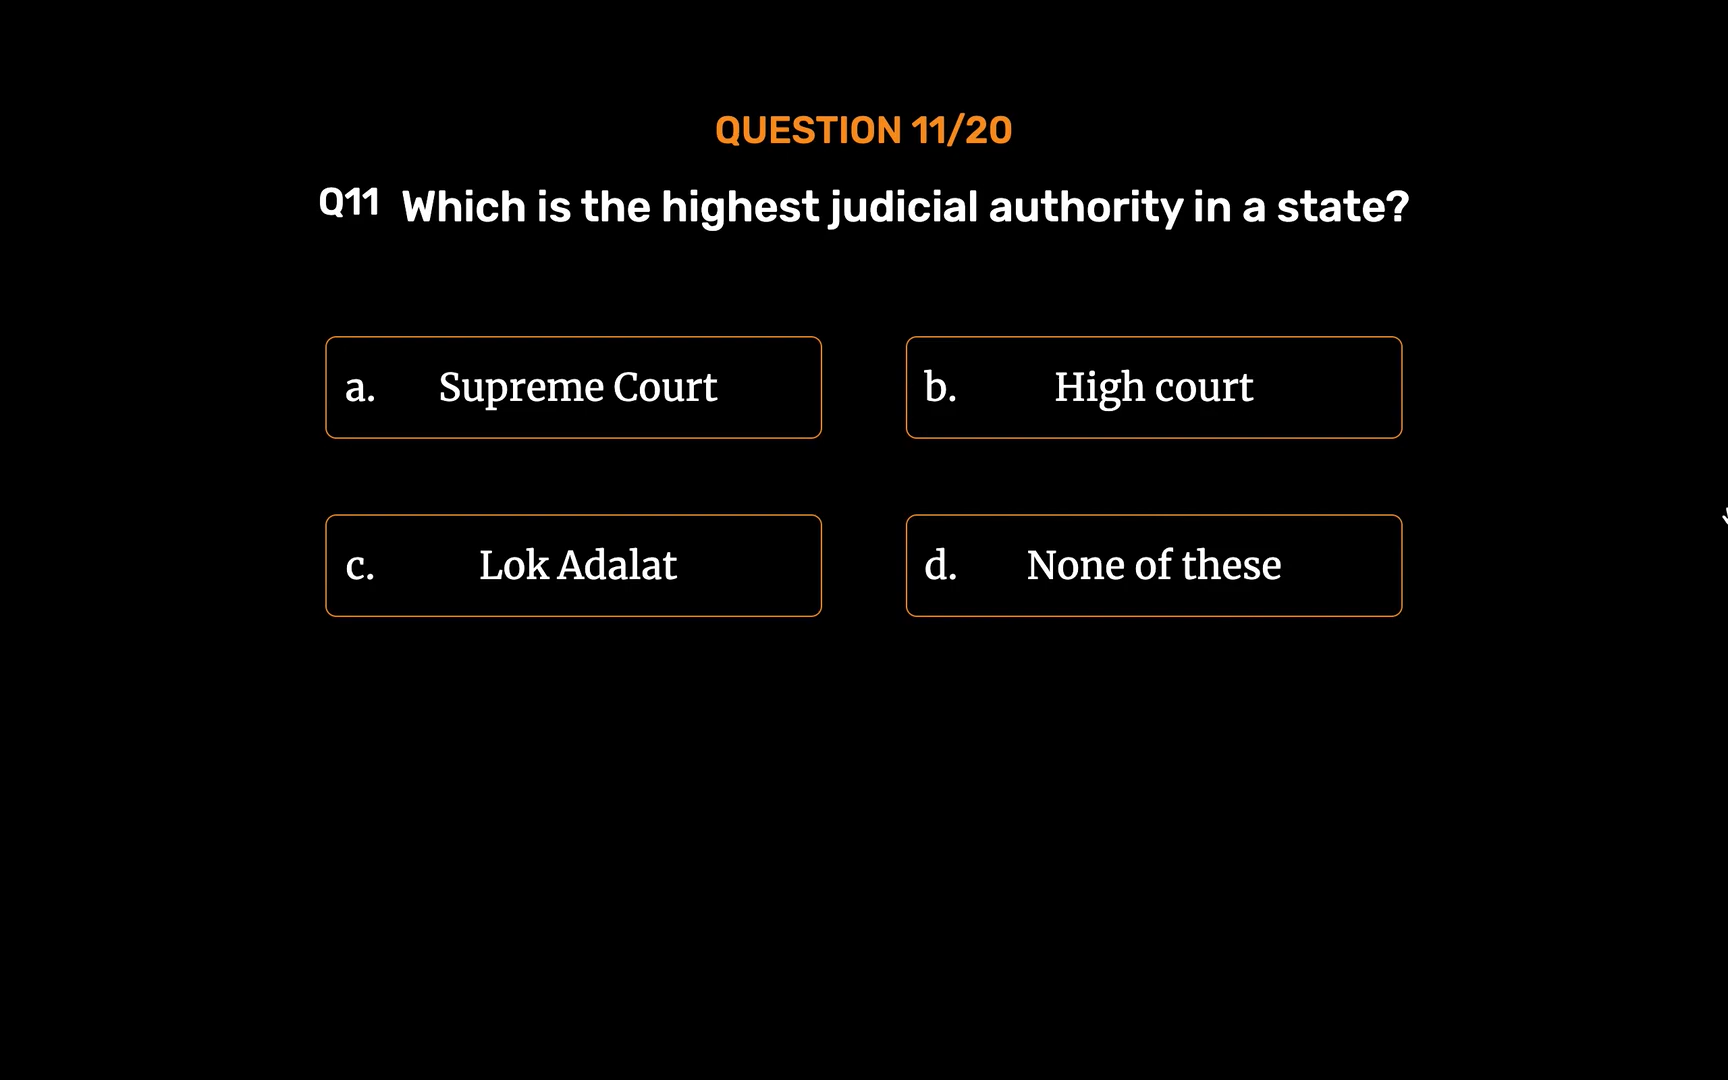 QUESTION 11/20
Q11 Which is the highest judicial authority in a state?
a. Supreme Court
b. High court
c. Lok Adalat
d. None of these